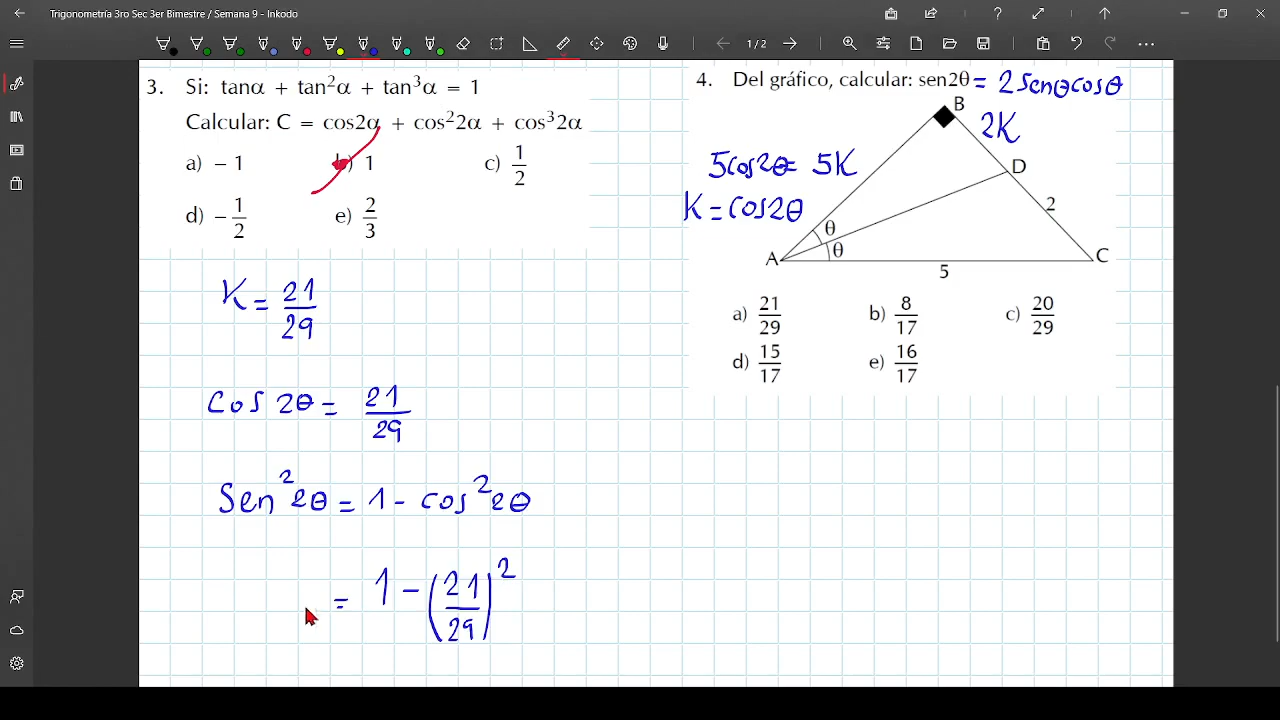 Trigonometría 3ro Sec 3er Bimestre / Semana 9 - Inkodo
1/2
3. Si: tanα + tan²α + tan³α = 1
Calcular: C = cos2α + cos²2α + cos³2α
a) – 1 b) 1 c) 1/2
d) – 1/2 e) 2/3
K = 21/29
Cos 2θ = 21/29
Sen²2θ = 1 - cos²2θ
= 1 - (21/29)²
4. Del gráfico, calcular: sen2θ = 2senθcosθ
B
2K
D
5cos2θ = 5K
K = cos2θ
2
θ
θ
A
C
5
a) 21/29 b) 8/17 c) 20/29
d) 15/17 e) 16/17